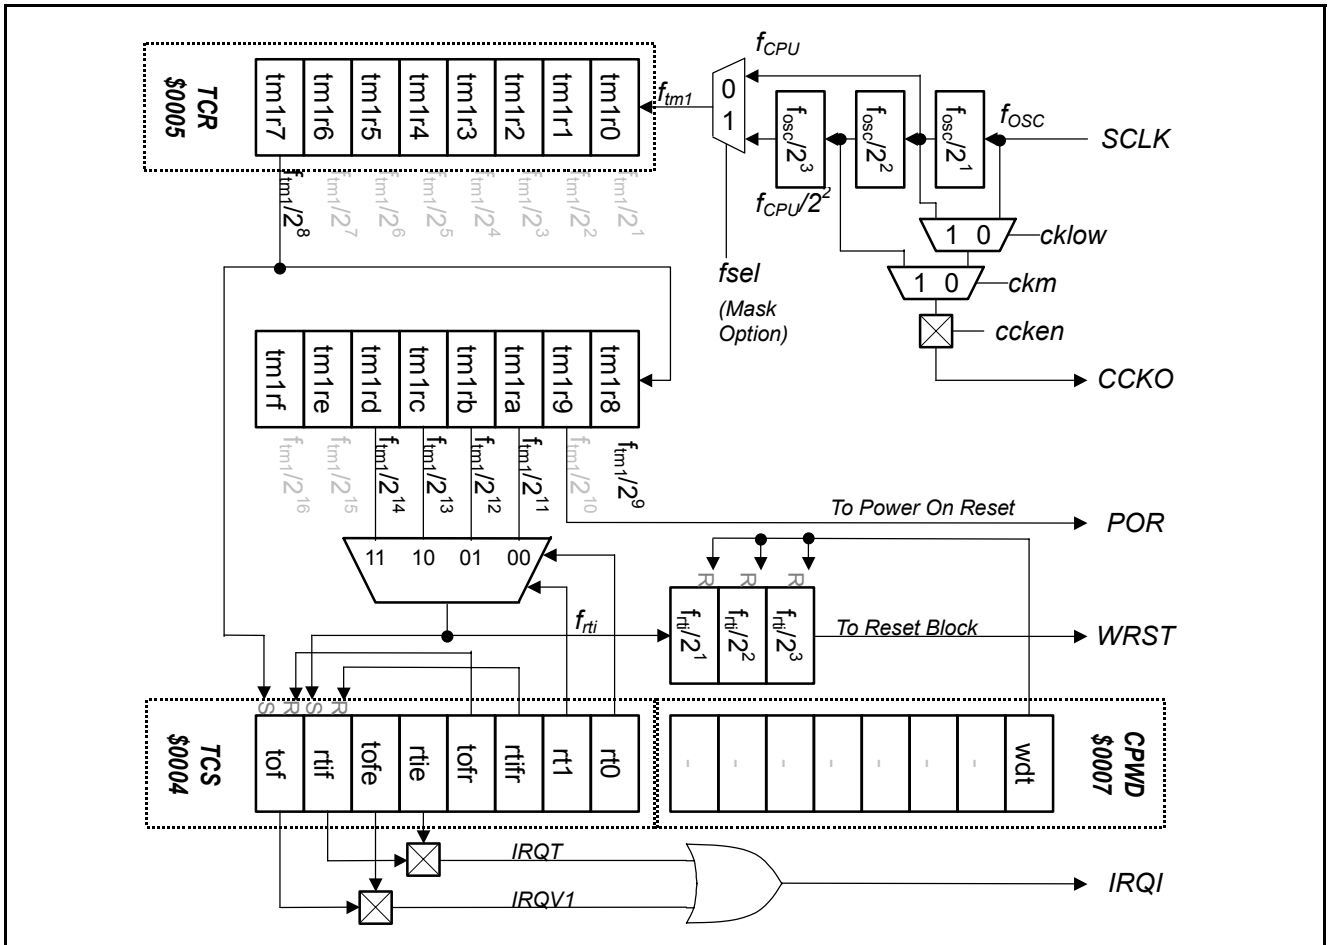 TCR
$0005
tm1r7
tm1r6
tm1r5
tm1r4
tm1r3
tm1r2
tm1r1
tm1r0
f_tm1
0
1
f_CPU
f_osc/2^3
f_osc/2^2
f_osc/2^1
f_OSC
SCLK
f_CPU/2^2
f_tm1/2^8
f_tm1/2^7
f_tm1/2^6
f_tm1/2^5
f_tm1/2^4
f_tm1/2^3
f_tm1/2^2
f_tm1/2^1
1 0
cklow
fsel
(Mask
Option)
1 0
ckm
ccken
CCKO
tm1rf
tm1re
tm1rd
tm1rc
tm1rb
tm1ra
tm1r9
tm1r8
f_tm1/2^16
f_tm1/2^15
f_tm1/2^14
f_tm1/2^13
f_tm1/2^12
f_tm1/2^11
f_tm1/2^10
f_tm1/2^9
To Power On Reset
POR
11 10 01 00
R
R
R
f_rti
f_rti/2^1
f_rti/2^2
f_rti/2^3
To Reset Block
WRST
S
R
S
R
TCS
$0004
tof
rtif
tofe
rtie
tofr
rtifr
rt1
rt0
-
-
-
-
-
-
-
wdt
CPWD
$0007
IRQT
IRQV1
IRQI